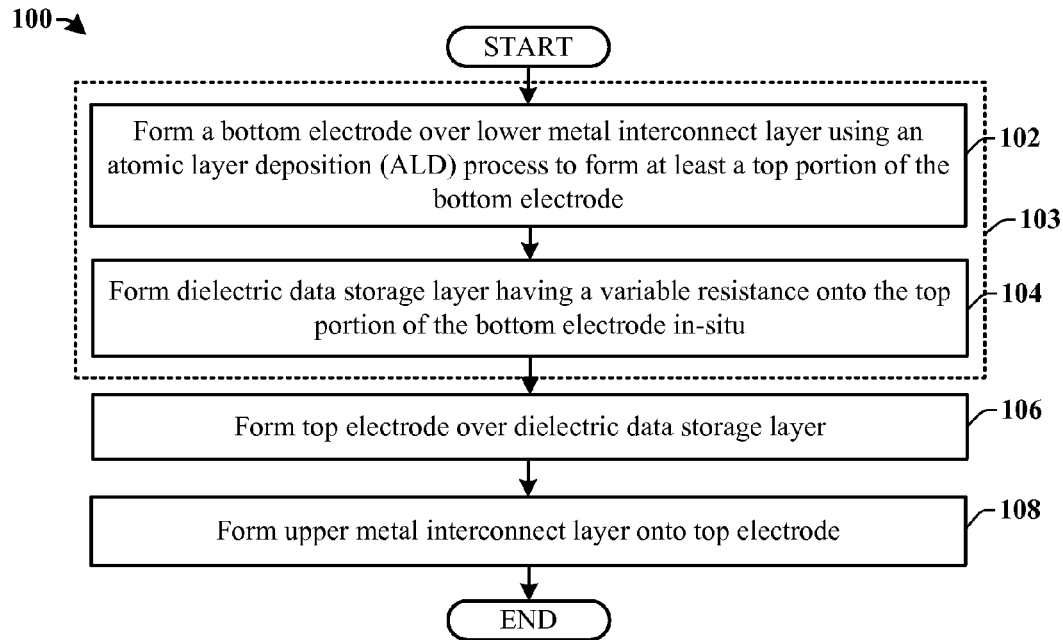 100
START
Form a bottom electrode over lower metal interconnect layer using an
atomic layer deposition (ALD) process to form at least a top portion of the
bottom electrode
102
103
Form dielectric data storage layer having a variable resistance onto the top
portion of the bottom electrode in-situ
104
Form top electrode over dielectric data storage layer
106
Form upper metal interconnect layer onto top electrode
108
END